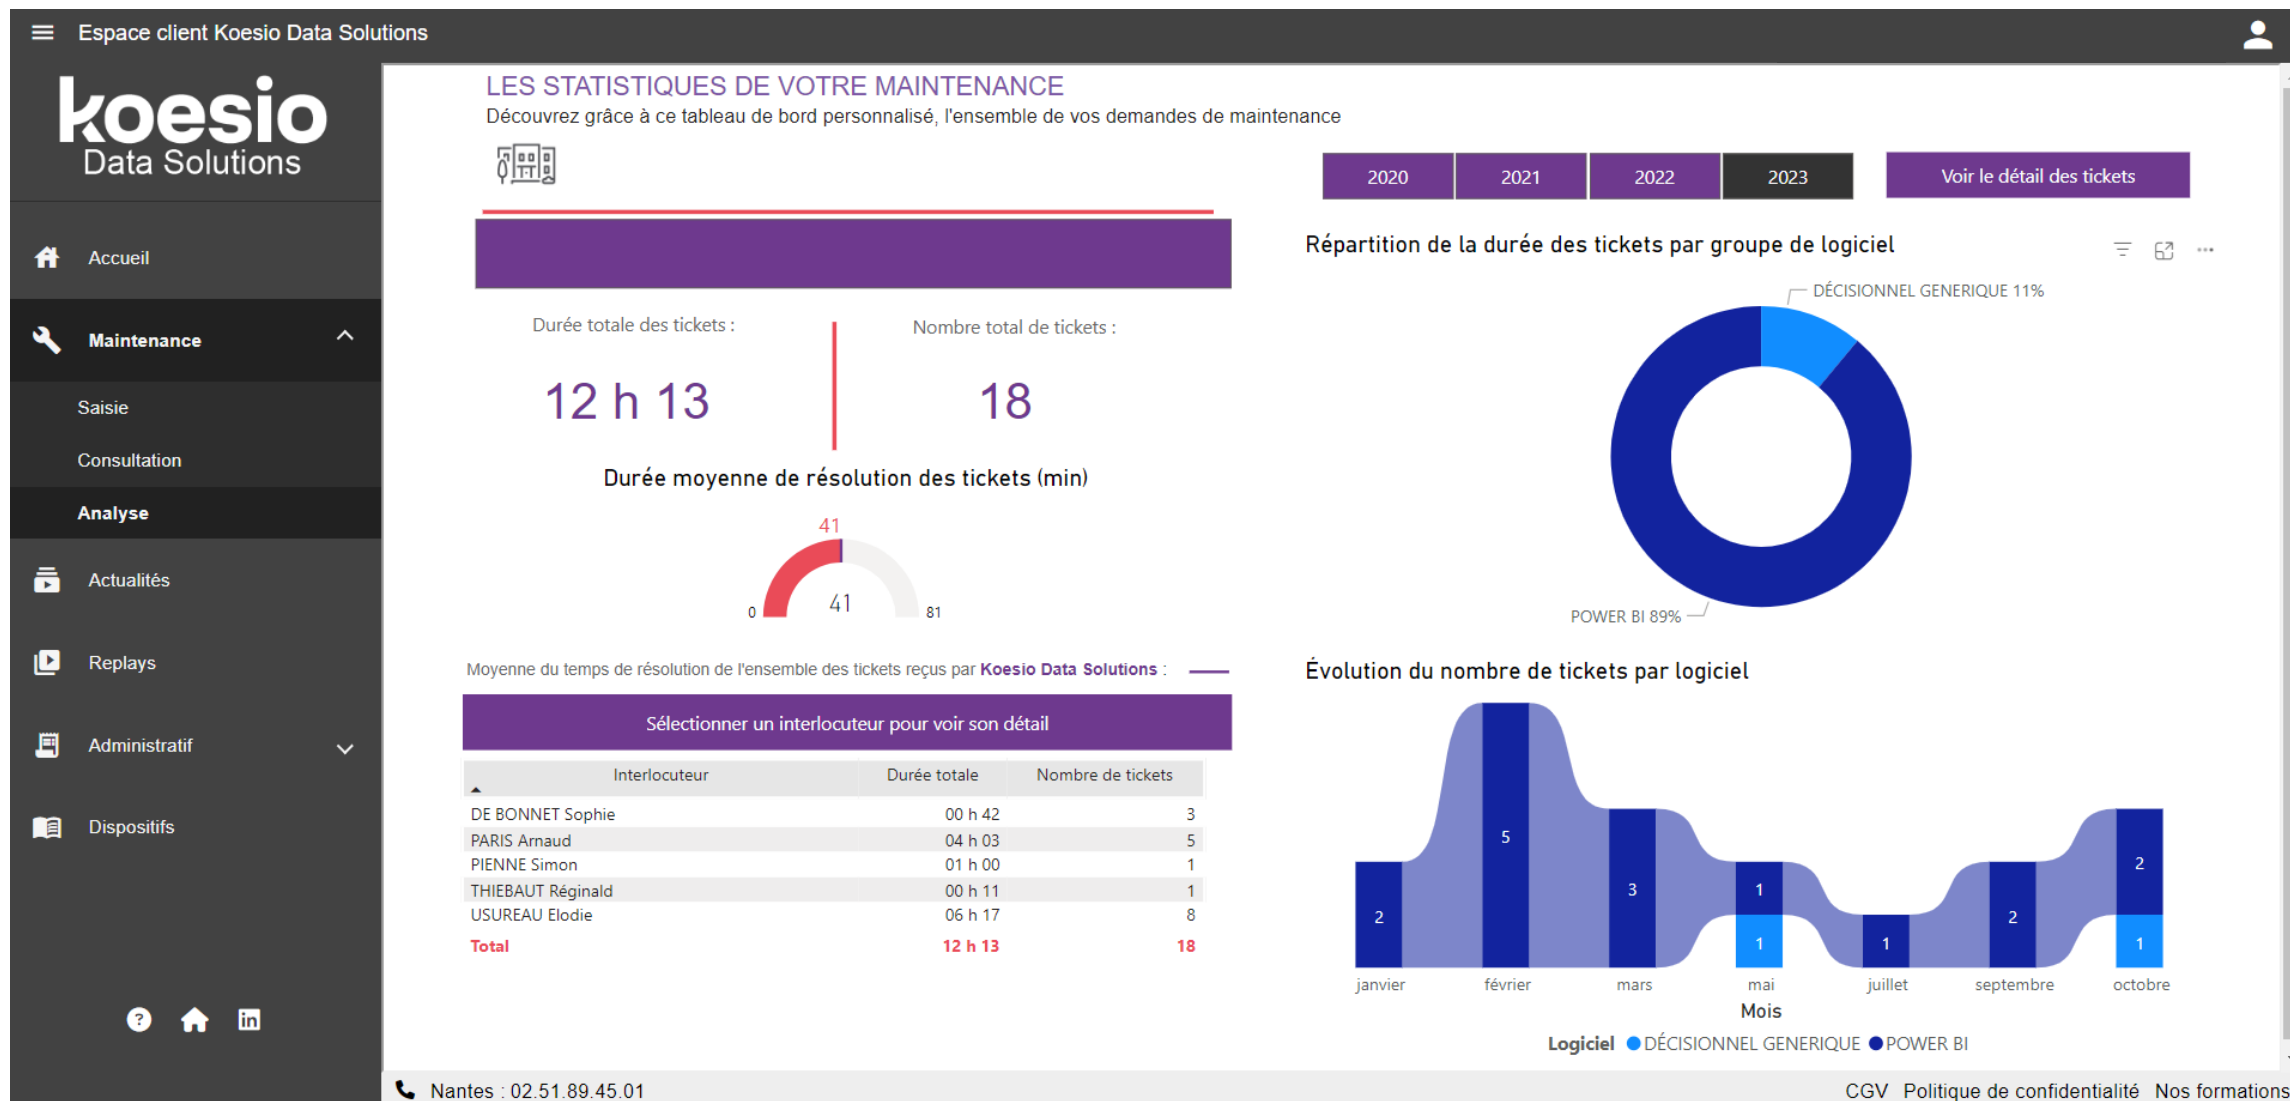 Espace client Koesio Data Solutions
koesio
Data Solutions
Accueil
Maintenance
Saisie
Consultation
Analyse
Actualités
Replays
Administratif
Dispositifs
?
in
LES STATISTIQUES DE VOTRE MAINTENANCE
Découvrez grâce à ce tableau de bord personnalisé, l'ensemble de vos demandes de maintenance
2020 2021 2022 2023 Voir le détail des tickets
Durée totale des tickets :
12 h 13
Nombre total de tickets :
18
Durée moyenne de résolution des tickets (min)
41
0 41 81
Moyenne du temps de résolution de l'ensemble des tickets reçus par Koesio Data Solutions :
Sélectionner un interlocuteur pour voir son détail
Interlocuteur Durée totale Nombre de tickets
DE BONNET Sophie 00 h 42 3
PARIS Arnaud 04 h 03 5
PIENNE Simon 01 h 00 1
THIEBAUT Réginald 00 h 11 1
USUREAU Elodie 06 h 17 8
Total 12 h 13 18
Répartition de la durée des tickets par groupe de logiciel
DÉCISIONNEL GENERIQUE 11%
POWER BI 89%
Évolution du nombre de tickets par logiciel
2 5 3 1 1 1 2 2 1
janvier février mars mai juillet septembre octobre
Mois
Logiciel DÉCISIONNEL GENERIQUE POWER BI
Nantes : 02.51.89.45.01
CGV Politique de confidentialité Nos formations